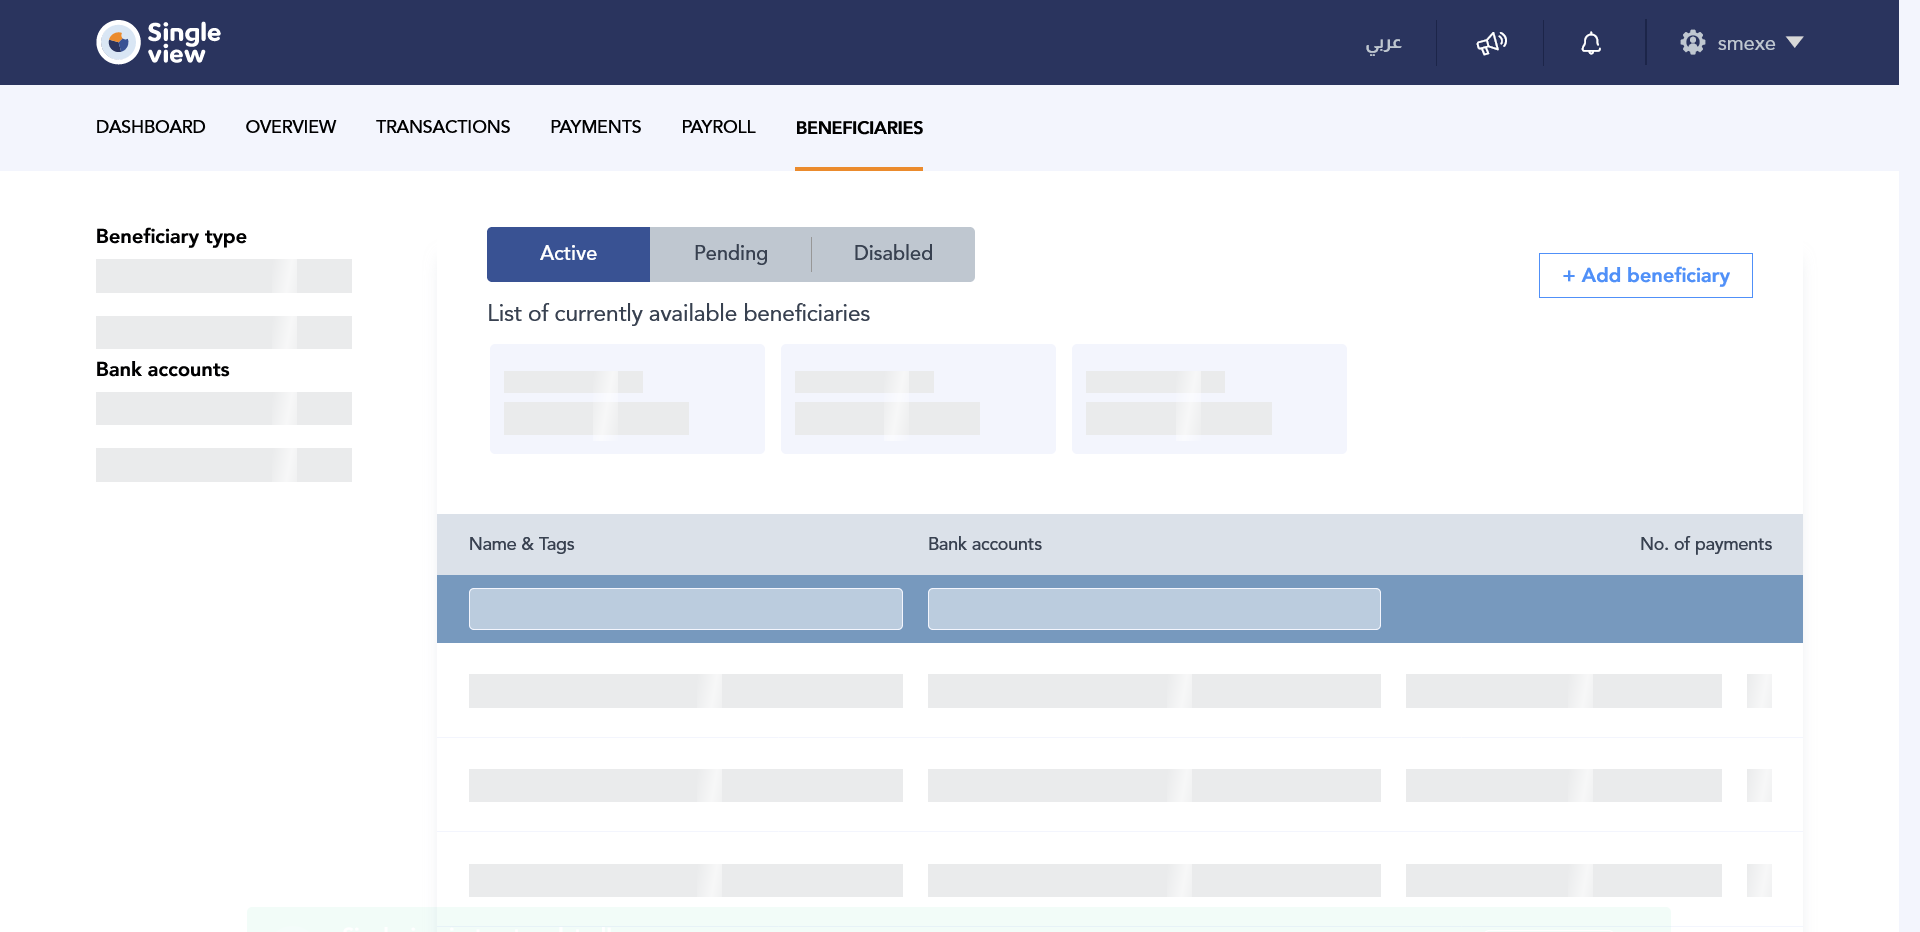 Single
view
عربي
smexe
DASHBOARD
OVERVIEW
TRANSACTIONS
PAYMENTS
PAYROLL
BENEFICIARIES
Beneficiary type
Bank accounts
Active
Pending
Disabled
+ Add beneficiary
List of currently available beneficiaries
Name & Tags
Bank accounts
No. of payments